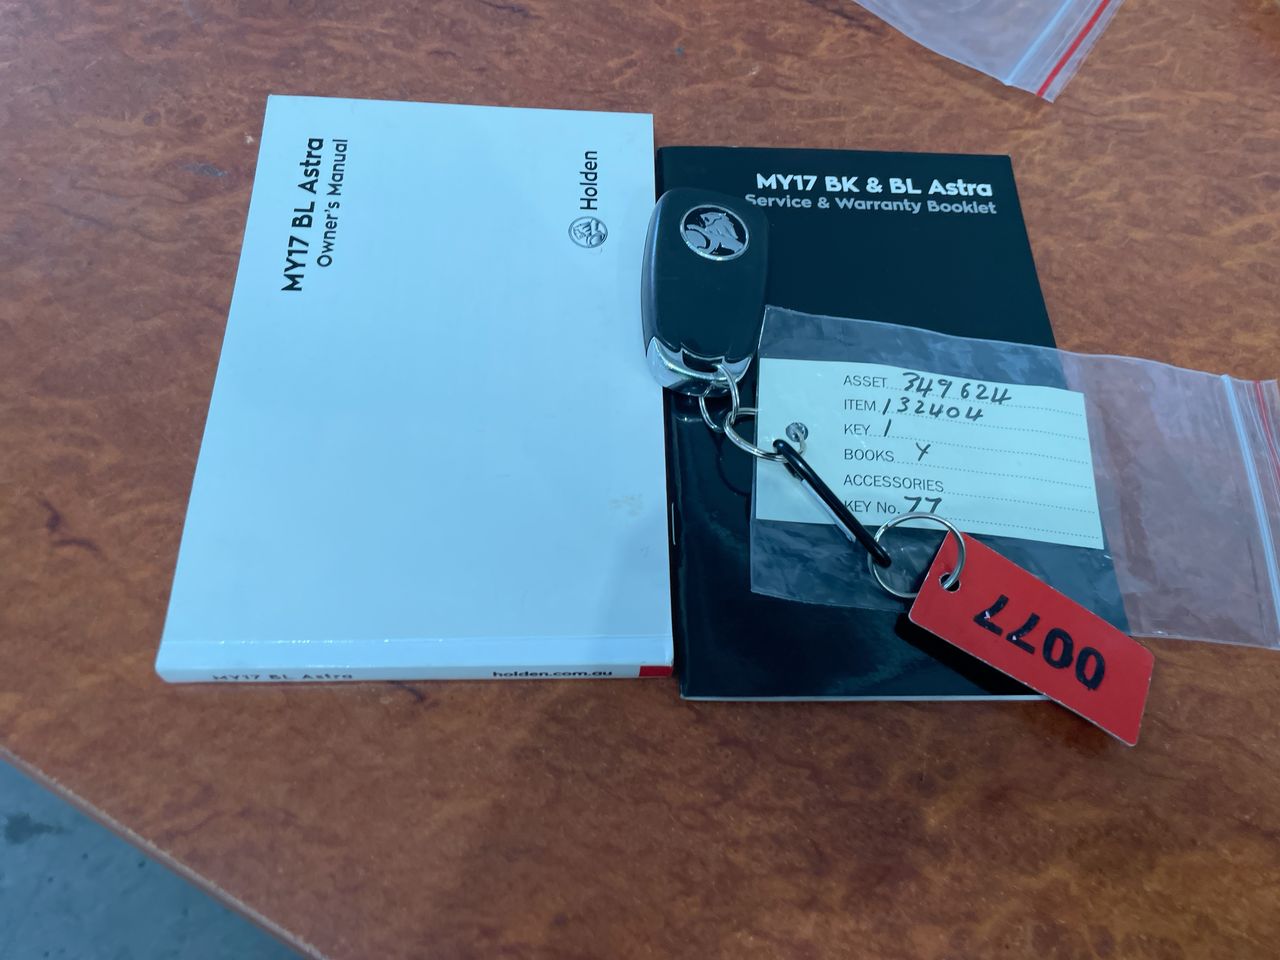 MY17 BL Astra
Owner's Manual
Holden
MY17 BL Astra
holden.com.au
MY17 BK & BL Astra
Service & Warranty Booklet
ASSET 349624
ITEM 132404
KEY 1
BOOKS Y
ACCESSORIES
KEY No. 77
0077